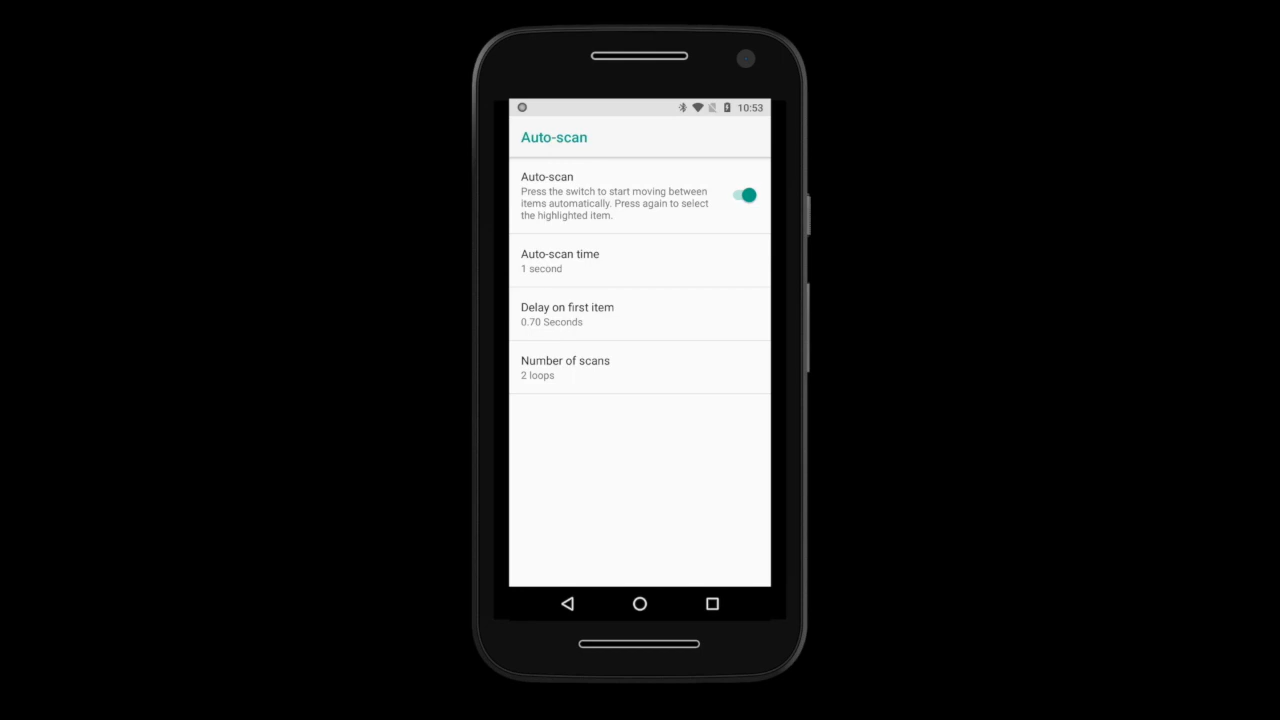 10:53
Auto-scan
Auto-scan
Press the switch to start moving between
items automatically. Press again to select
the highlighted item.
Auto-scan time
1 second
Delay on first item
0.70 Seconds
Number of scans
2 loops